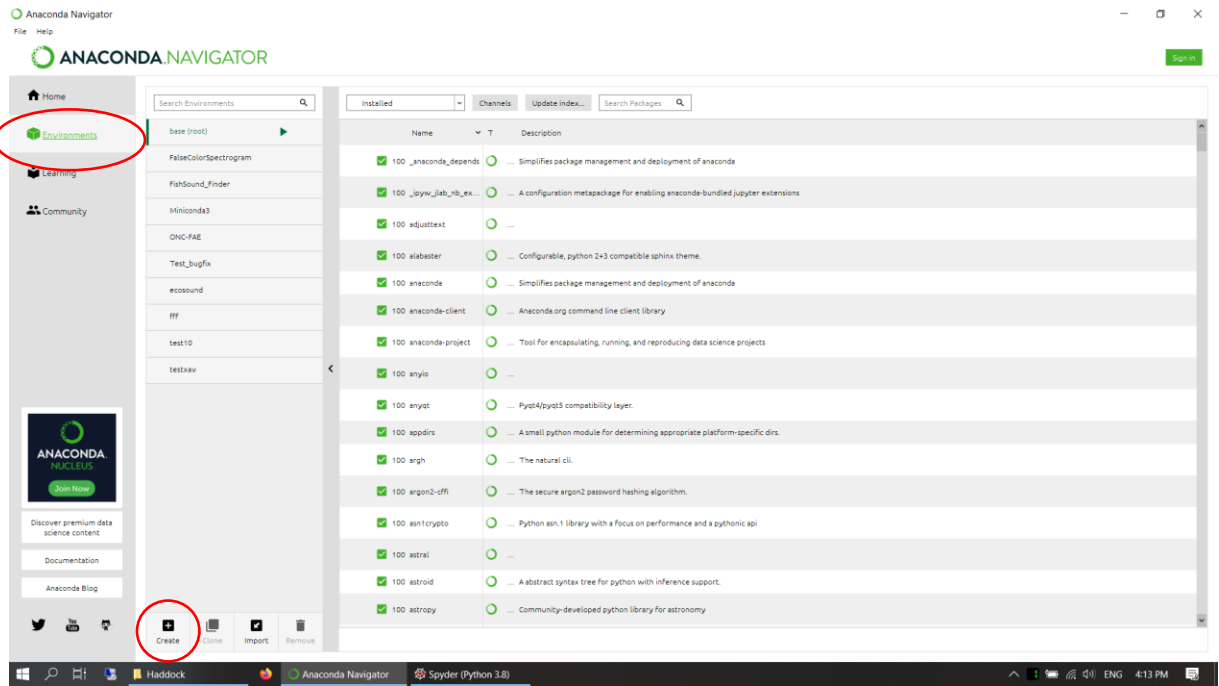 Anaconda Navigator
File Help
ANACONDA.NAVIGATOR
Sign in
Home
Environments
Learning
Community
ANACONDA.
NUCLEUS
Join Now
Discover premium data
science content
Documentation
Anaconda Blog
You
Tube
Search Environments
base (root)
FalseColorSpectrogram
FishSound_Finder
Miniconda3
ONC-FAE
Test_bugfix
ecosound
fff
test10
testxav
Create Clone Import Remove
Installed Channels Update index... Search Packages
Name T Description
100 _anaconda_depends ... Simplifies package management and deployment of anaconda
100 _ipyw_jlab_nb_ex... ... A configuration metapackage for enabling anaconda-bundled jupyter extensions
100 adjusttext ...
100 alabaster ... Configurable, python 2+3 compatible sphinx theme.
100 anaconda ... Simplifies package management and deployment of anaconda
100 anaconda-client ... Anaconda.org command line client library
100 anaconda-project ... Tool for encapsulating, running, and reproducing data science projects
100 anyio ...
100 anyqt ... Pyqt4/pyqt5 compatibility layer.
100 appdirs ... A small python module for determining appropriate platform-specific dirs.
100 argh ... The natural cli.
100 argon2-cffi ... The secure argon2 password hashing algorithm.
100 asn1crypto ... Python asn.1 library with a focus on performance and a pythonic api
100 astral ...
100 astroid ... A abstract syntax tree for python with inference support.
100 astropy ... Community-developed python library for astronomy
Haddock Anaconda Navigator Spyder (Python 3.8) ENG 4:13 PM